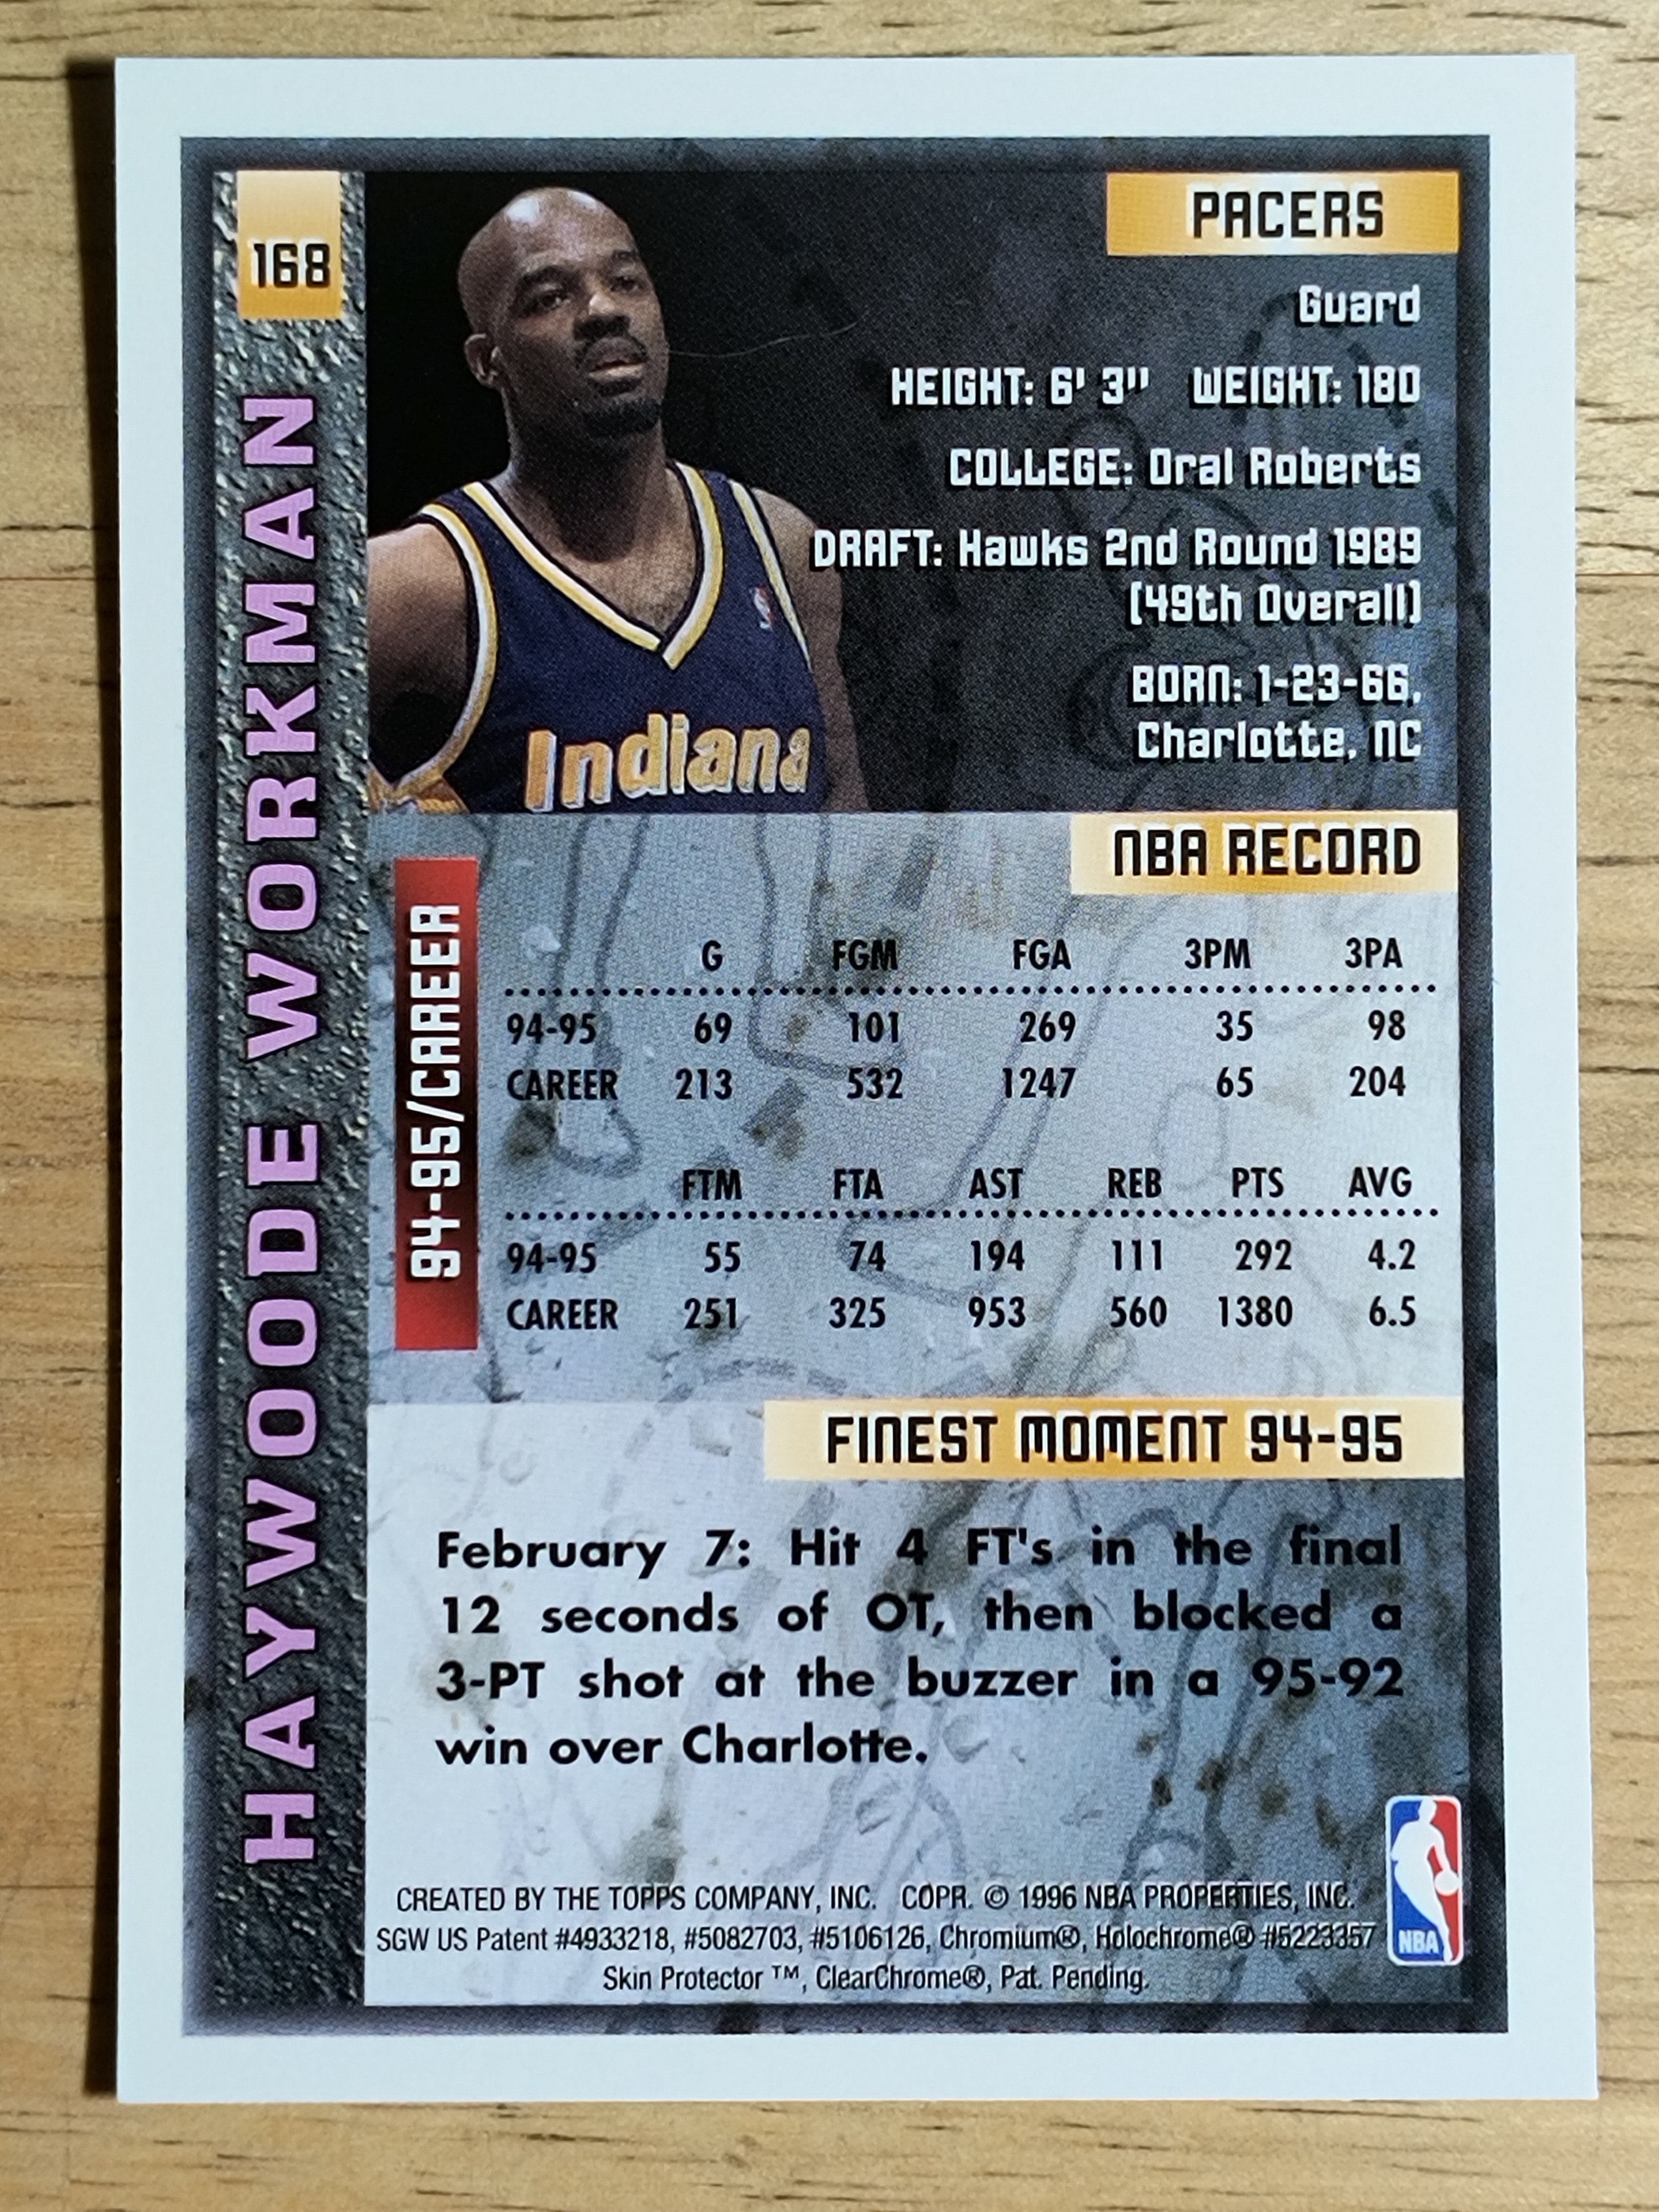 168
HAYWOODE WORKMAN
PACERS
Guard
HEIGHT: 6' 3" WEIGHT: 180
COLLEGE: Oral Roberts
DRAFT: Hawks 2nd Round 1989
(49th Overall)
BORN: 1-23-66,
Charlotte, NC
Indiana
NBA RECORD
94-95/CAREER
G FGM FGA 3PM 3PA
94-95 69 101 269 35 98
CAREER 213 532 1247 65 204
FTM FTA AST REB PTS AVG
94-95 55 74 194 111 292 4.2
CAREER 251 325 953 560 1380 6.5
FINEST MOMENT 94-95
February 7: Hit 4 FT's in the final
12 seconds of OT, then blocked a
3-PT shot at the buzzer in a 95-92
win over Charlotte.
CREATED BY THE TOPPS COMPANY, INC. COPR. © 1996 NBA PROPERTIES, INC.
SGW US Patent #4933218, #5082703, #5106126, Chromium®, Holochrome® #5223357
Skin Protector ™, ClearChrome®, Pat. Pending.
NBA